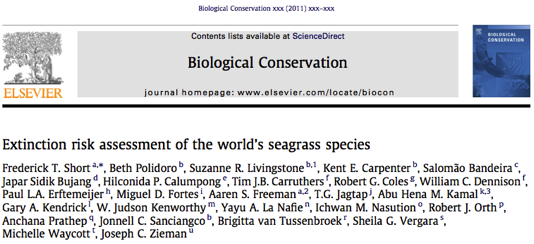 Biological Conservation xxx (2011) xxx–xxx
Contents lists available at ScienceDirect
Biological Conservation
journal homepage: www.elsevier.com/locate/biocon
ELSEVIER
BIOLOGICAL
CONSERVATION
Extinction risk assessment of the world's seagrass species
Frederick T. Short a,*, Beth Polidoro b, Suzanne R. Livingstone b,1, Kent E. Carpenter b, Salomão Bandeira c,
Japar Sidik Bujang d, Hilconida P. Calumpong e, Tim J.B. Carruthers f, Robert G. Coles g, William C. Dennison f,
Paul L.A. Erftemeijer h, Miguel D. Fortes i, Aaren S. Freeman a,2, T.G. Jagtap j, Abu Hena M. Kamal k,3,
Gary A. Kendrick l, W. Judson Kenworthy m, Yayu A. La Nafie n, Ichwan M. Nasution o, Robert J. Orth p,
Anchana Prathep q, Jonnell C. Sanciangco b, Brigitta van Tussenbroek r, Sheila G. Vergara s,
Michelle Waycott t, Joseph C. Zieman u